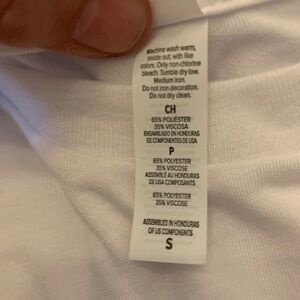 Machine wash warm,
inside out, with like
colors. Only non-chlorine
bleach. Tumble dry low.
Medium iron.
Do not iron decoration.
Do not dry clean.
CH
65% POLIÉSTER
35% VISCOSA
ENSAMBLADO EN HONDURAS
DE COMPONENTES DE USA
P
65% POLYESTER
35% VISCOSE
ASSEMBLÉ AU HONDURAS
DE USA COMPOSANTS
65% POLYESTER
35% VISCOSE
ASSEMBLED IN HONDURAS
OF US COMPONENTS
S